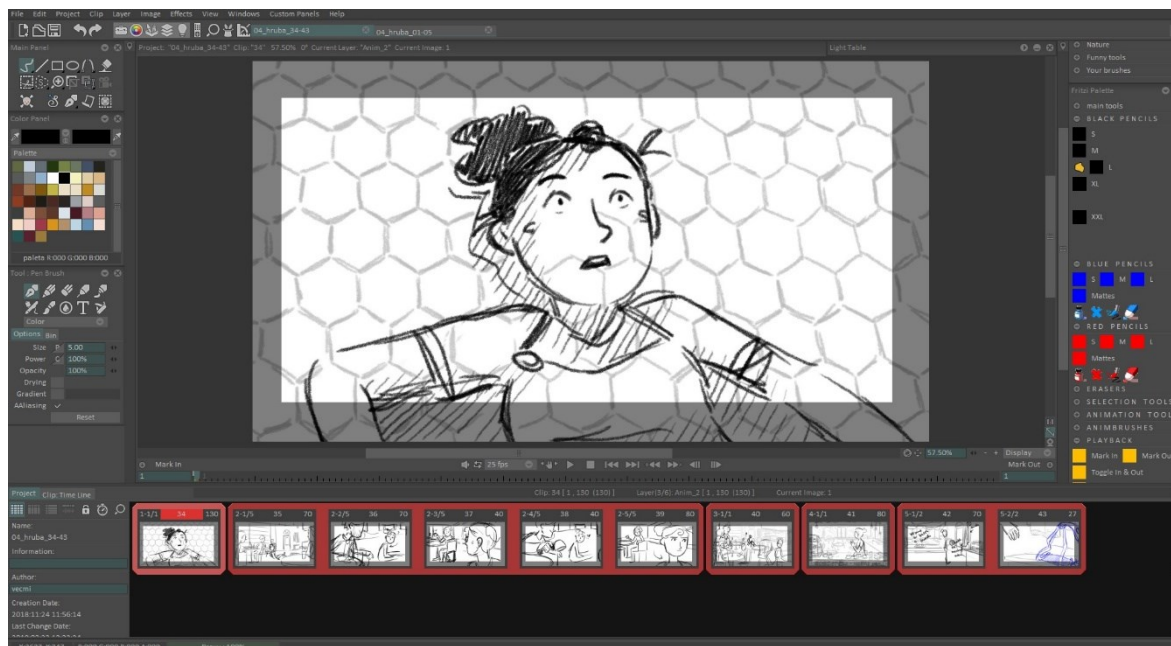 File Edit Project Clip Layer Image Effects View Windows Custom Panels Help
04_hruba_34-43 04_hruba_01-05
Main Panel
Project: "04_hruba_34-43" Clip: "34" 57.50% 0° Current Layer: "Anim_2" Current Image: 1
Light Table
Nature
Funny tools
Your brushes
Color Panel
Fritzi Palette
main tools
BLACK PENCILS
S
M
L
XL
XXL
Palette
paleta R:000 G:000 B:000
BLUE PENCILS
S M L
Mattes
RED PENCILS
S M L
Mattes
ERASERS
SELECTION TOOLS
ANIMATION TOOL
ANIMBRUSHES
PLAYBACK
Mark In Mark Ou
Toggle In & Out
Tool : Pen Brush
Color
Options Bin
Size P: 5.00
Power C: 100%
Opacity 100%
Drying
Gradient
AAliasing
Reset
57.50% Display
Mark In 25 fps Mark Out
1 1
Project Clip: Time Line
Clip: 34 [ 1 , 130 (130) ] Layer(3/6): Anim_2 [ 1 , 130 (130) ] Current Image: 1
1-1/1 34 130 2-1/5 35 70 2-2/5 36 70 2-3/5 37 40 2-4/5 38 40 2-5/5 39 80 3-1/1 40 60 4-1/1 41 80 5-1/2 42 70 5-2/2 43 27
Name:
04_hruba_34-43
Information:
Author:
vecmi
Creation Date:
2018:11:24 11:56:14
Last Change Date: